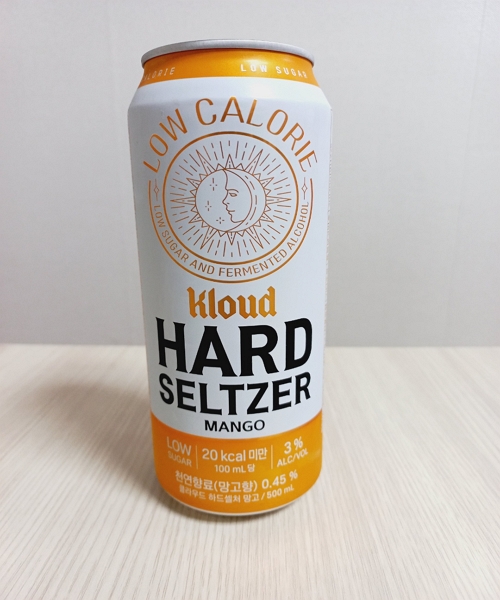 LOW SUGAR
LOW CALORIE
LOW SUGAR AND FERMENTED ALCOHOL
Kloud
HARD
SELTZER
MANGO
LOW SUGAR
20 kcal 미만
100 mL 당
3 %
ALC/VOL
천연향료(망고향) 0.45 %
클라우드 하드셀처 망고 / 500 mL